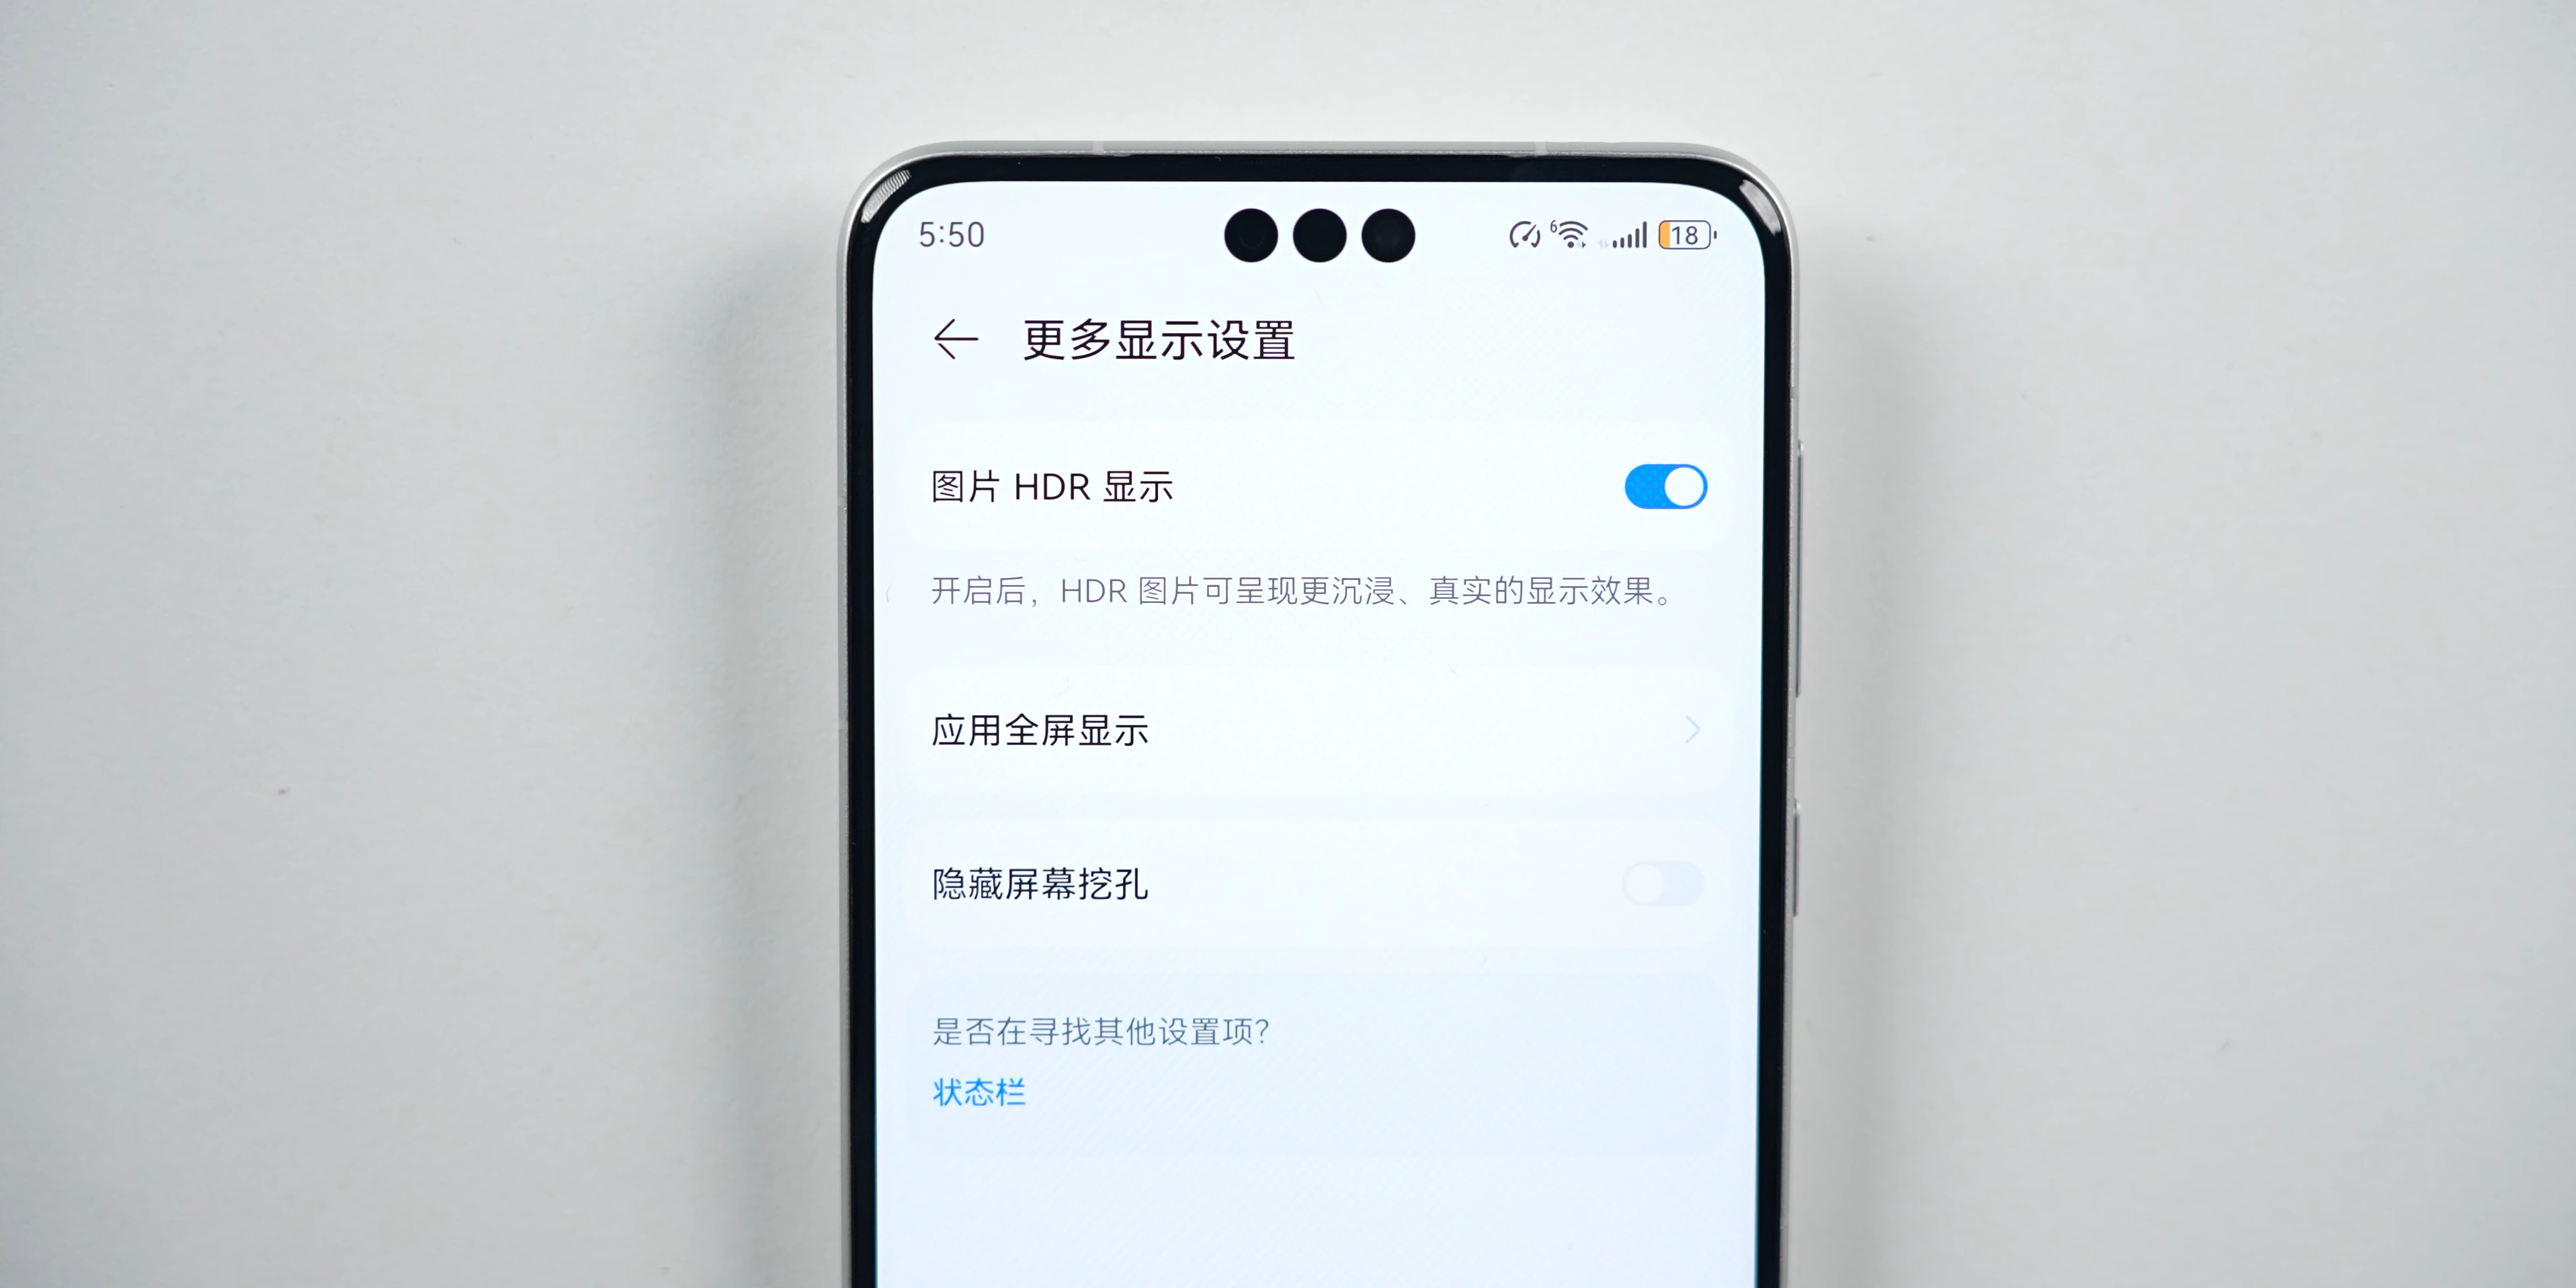 5:50
6
18
更多显示设置
图片 HDR 显示
开启后，HDR 图片可呈现更沉浸、真实的显示效果。
应用全屏显示
隐藏屏幕挖孔
是否在寻找其他设置项？
状态栏